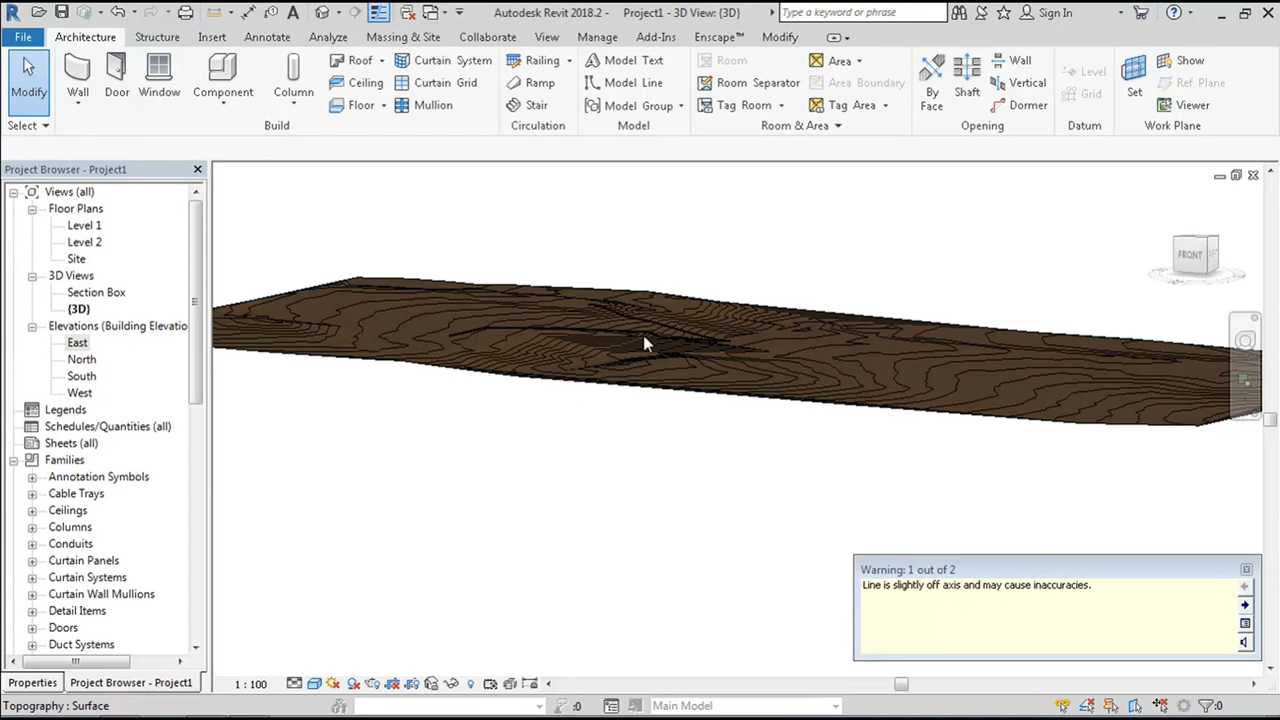 Autodesk Revit 2018.2 - Project1 - 3D View: {3D}
Type a keyword or phrase
Sign In
File
Architecture
Structure
Insert
Annotate
Analyze
Massing & Site
Collaborate
View
Manage
Add-Ins
Enscape™
Modify
Modify
Select
Wall
Door
Window
Component
Column
Roof
Ceiling
Floor
Curtain System
Curtain Grid
Mullion
Build
Railing
Ramp
Stair
Circulation
Model Text
Model Line
Model Group
Model
Room
Room Separator
Tag Room
Area
Area Boundary
Tag Area
Room & Area
By
Face
Shaft
Wall
Vertical
Dormer
Opening
Level
Grid
Datum
Set
Show
Ref Plane
Viewer
Work Plane
Project Browser - Project1
Views (all)
Floor Plans
Level 1
Level 2
Site
3D Views
Section Box
{3D}
Elevations (Building Elevatio
East
North
South
West
Legends
Schedules/Quantities (all)
Sheets (all)
Families
Annotation Symbols
Cable Trays
Ceilings
Columns
Conduits
Curtain Panels
Curtain Systems
Curtain Wall Mullions
Detail Items
Doors
Duct Systems
Properties
Project Browser - Project1
FRONT
Warning: 1 out of 2
Line is slightly off axis and may cause inaccuracies.
1 : 100
Topography : Surface
:0
Main Model
:0